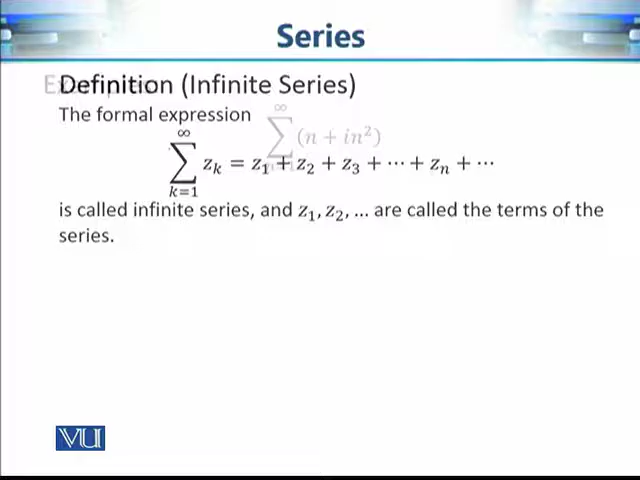 Series
Definition (Infinite Series)
The formal expression
∞ ∑ (n + in²)
∞ ∑ k=1 z_k = z_1 + z_2 + z_3 + ⋯ + z_n + ⋯
is called infinite series, and z_1, z_2, … are called the terms of the
series.
VU